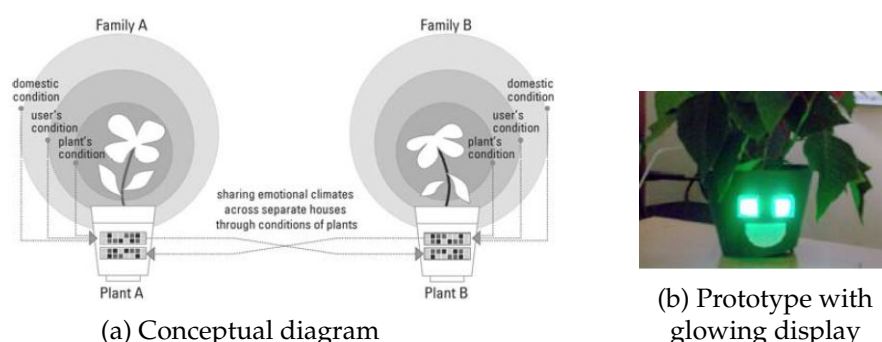 Family A
Family B
domestic
condition
user's
condition
plant's
condition
domestic
condition
user's
condition
plant's
condition
sharing emotional climates
across separate houses
through conditions of plants
Plant A
Plant B
(a) Conceptual diagram
(b) Prototype with
glowing display